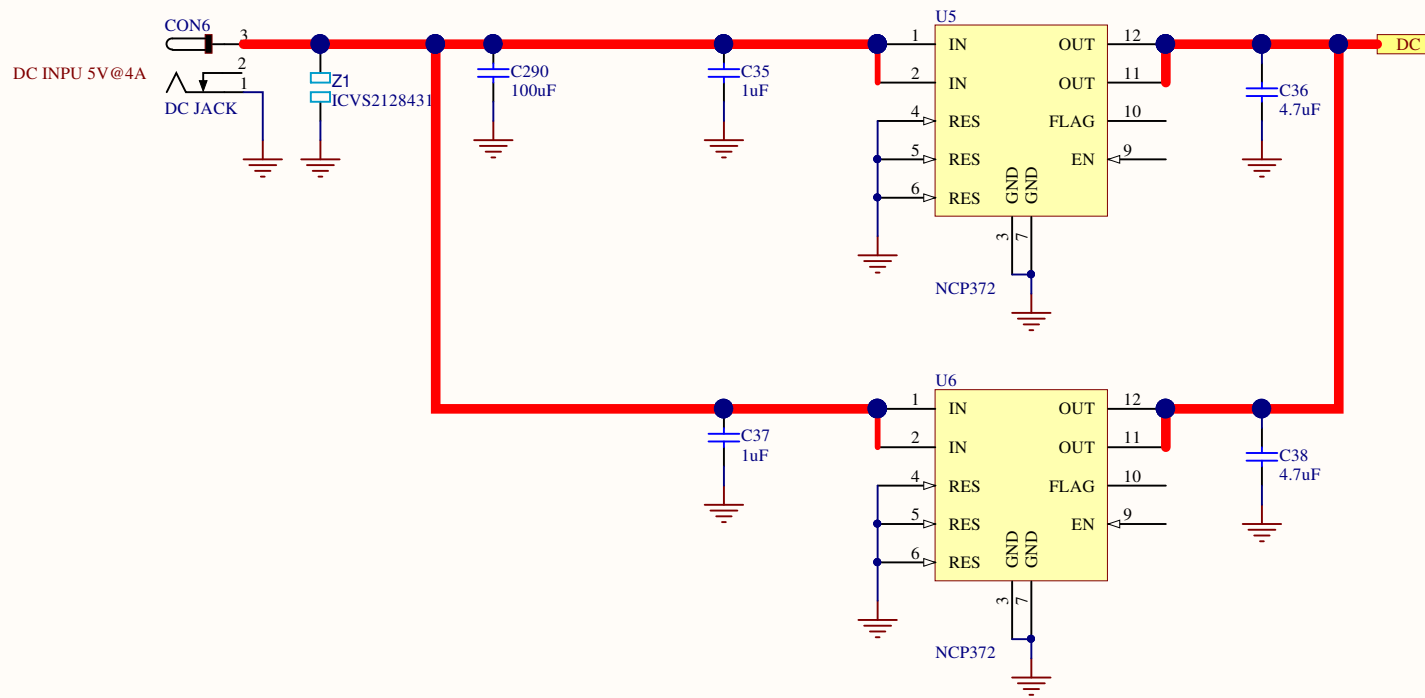 CON6
3
DC INPU 5V@4A
2
1
DC JACK
Z1
ICVS2128431
C290
100uF
C35
1uF
U5
1 IN OUT 12
2 IN OUT 11
4 RES FLAG 10
5 RES EN 9
6 RES
GND
GND
3
7
NCP372
C36
4.7uF
DC
C37
1uF
U6
1 IN OUT 12
2 IN OUT 11
4 RES FLAG 10
5 RES EN 9
6 RES
GND
GND
3
7
NCP372
C38
4.7uF